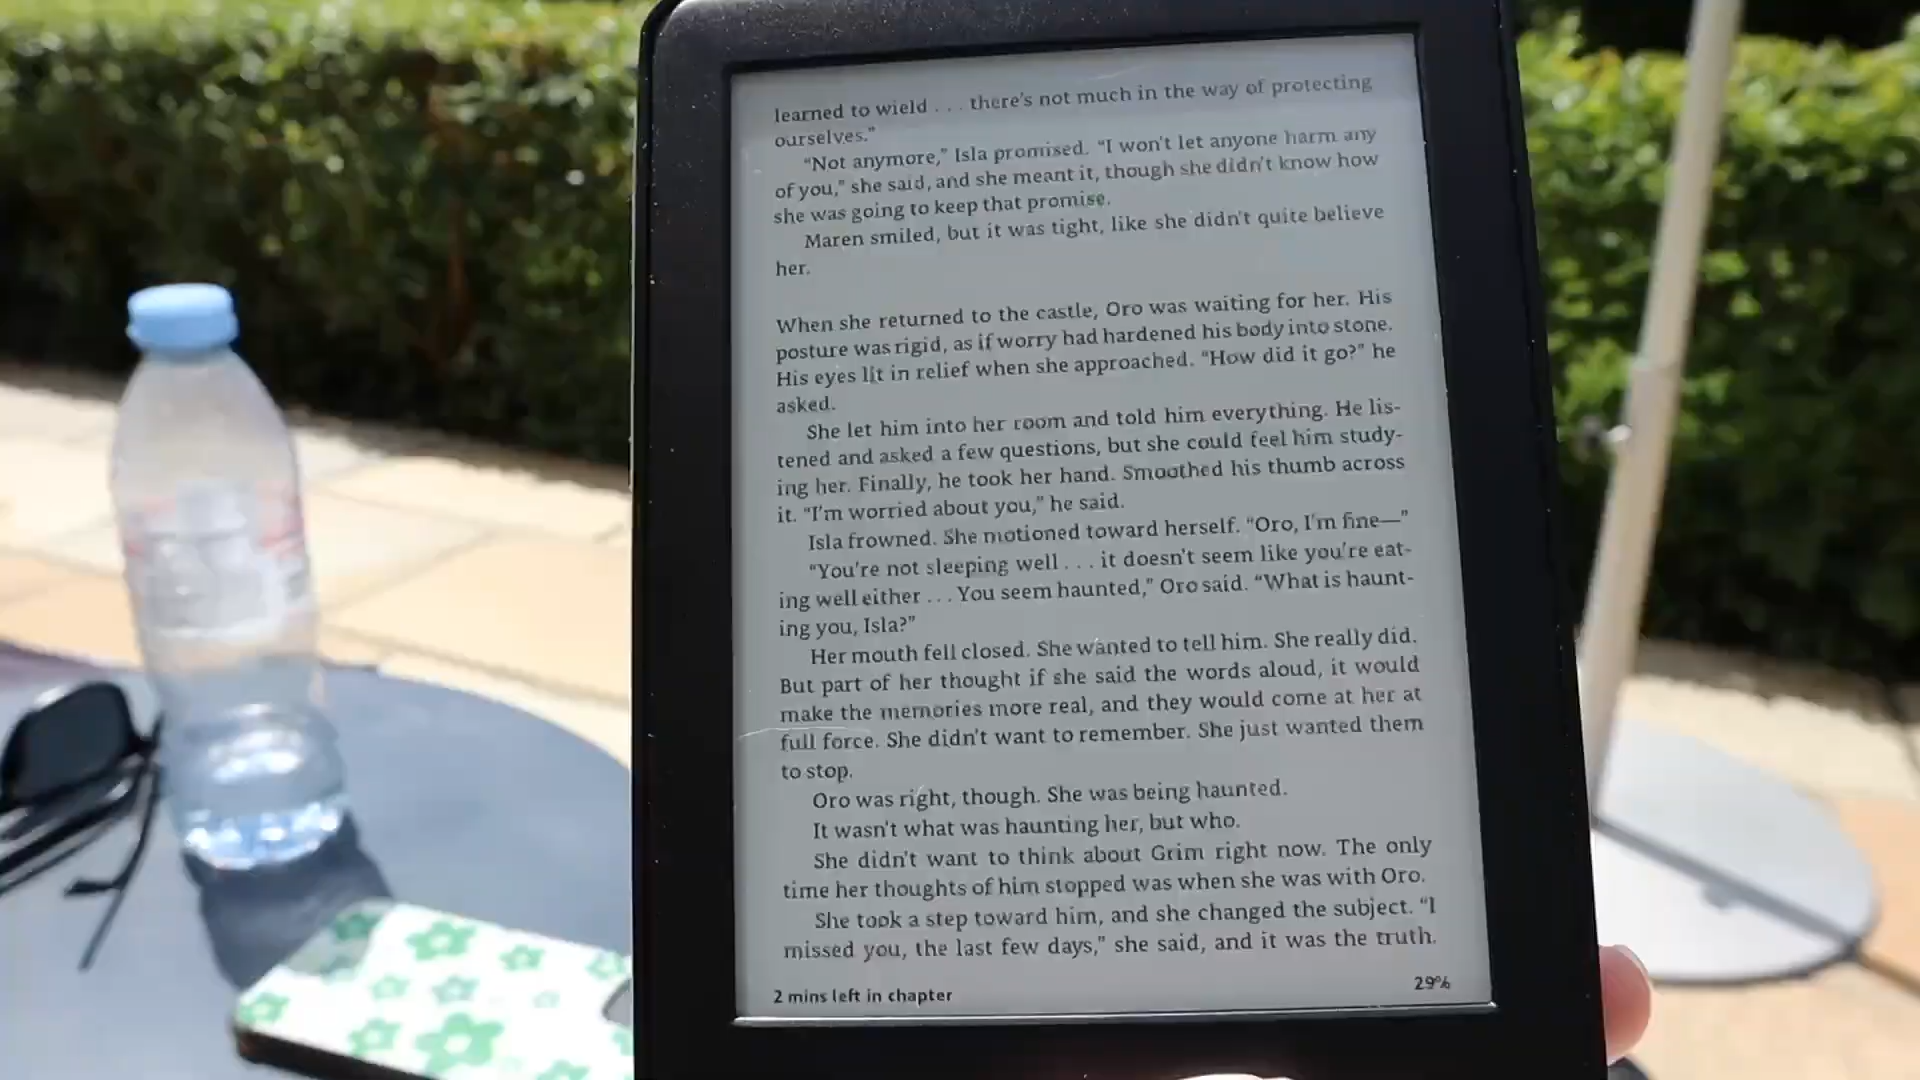 learned to wield . . . there's not much in the way of protecting
ourselves."
"Not anymore," Isla promised. "I won't let anyone harm any
of you," she said, and she meant it, though she didn't know how
she was going to keep that promise.
Maren smiled, but it was tight, like she didn't quite believe
her.
When she returned to the castle, Oro was waiting for her. His
posture was rigid, as if worry had hardened his body into stone.
His eyes lit in relief when she approached. "How did it go?" he
asked.
She let him into her room and told him everything. He lis-
tened and asked a few questions, but she could feel him study-
ing her. Finally, he took her hand. Smoothed his thumb across
it. "I'm worried about you," he said.
Isla frowned. She motioned toward herself. "Oro, I'm fine—"
"You're not sleeping well . . . it doesn't seem like you're eat-
ing well either . . . You seem haunted," Oro said. "What is haunt-
ing you, Isla?"
Her mouth fell closed. She wanted to tell him. She really did.
But part of her thought if she said the words aloud, it would
make the memories more real, and they would come at her at
full force. She didn't want to remember. She just wanted them
to stop.
Oro was right, though. She was being haunted.
It wasn't what was haunting her, but who.
She didn't want to think about Grim right now. The only
time her thoughts of him stopped was when she was with Oro.
She took a step toward him, and she changed the subject. "I
missed you, the last few days," she said, and it was the truth.
2 mins left in chapter
29%